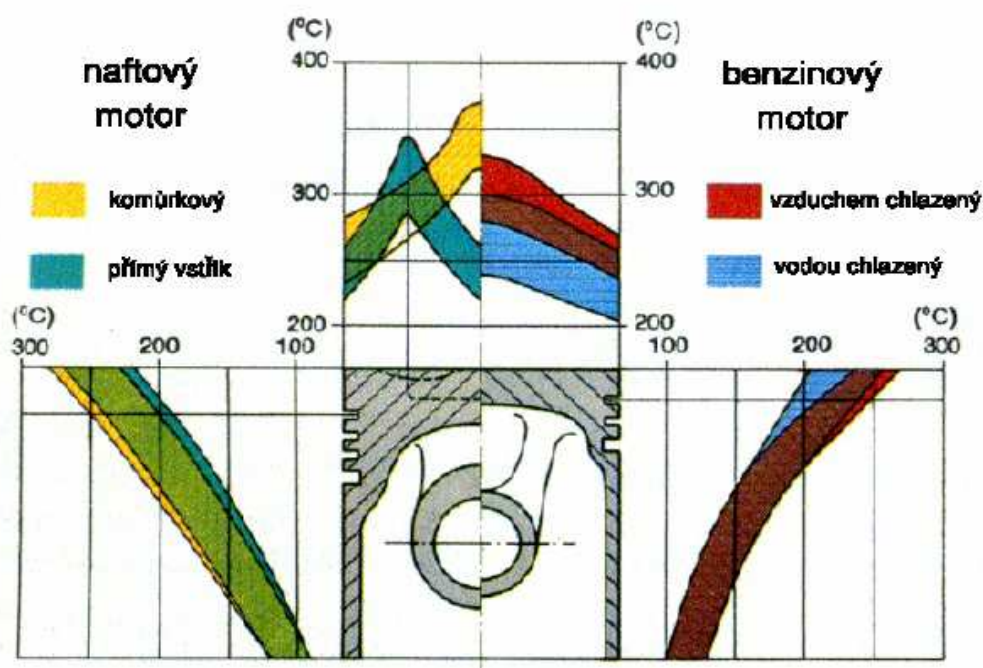 (°C)
(°C)
400
400
naftový
motor
benzinový
motor
300
300
komůrkový
vzduchem chlazený
přímý vstřik
vodou chlazený
(°C)
200
200
(°C)
300
200
100
100
200
300